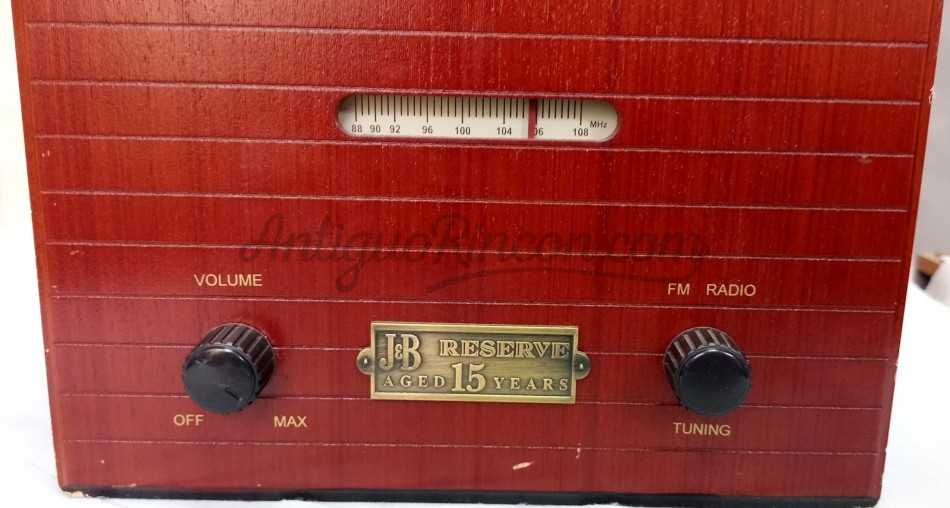 88 90 92 96 100 104 106 108 MHz
AntiguoRincon.com
VOLUME
FM RADIO
J&B RESERVE
AGED 15 YEARS
OFF MAX
TUNING